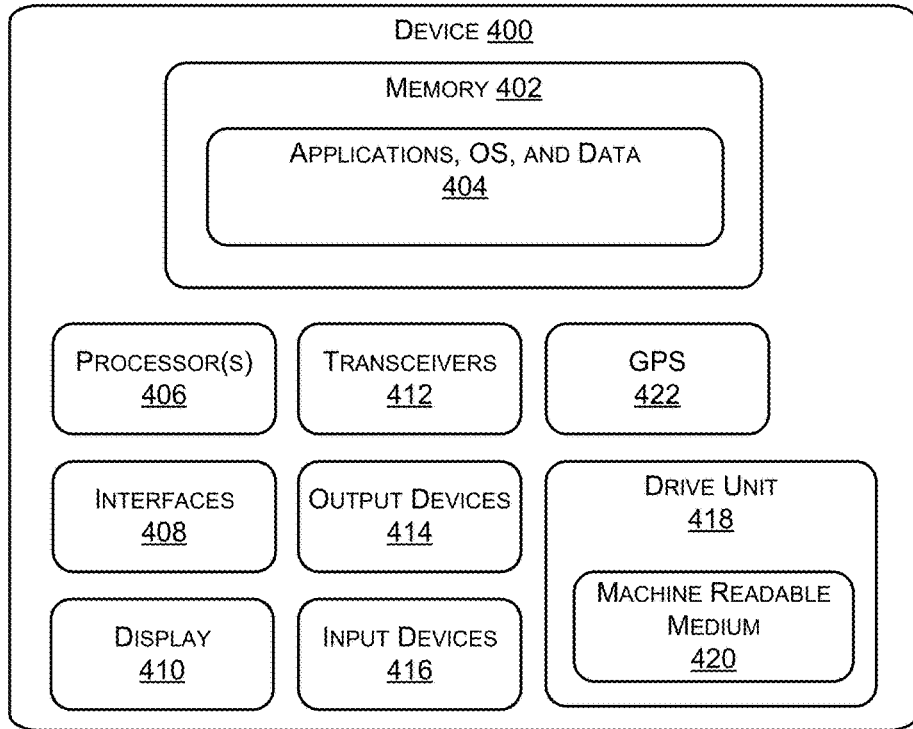 DEVICE 400
MEMORY 402
APPLICATIONS, OS, AND DATA
404
PROCESSOR(S)
406
TRANSCEIVERS
412
GPS
422
INTERFACES
408
OUTPUT DEVICES
414
DRIVE UNIT
418
MACHINE READABLE
MEDIUM
420
DISPLAY
410
INPUT DEVICES
416